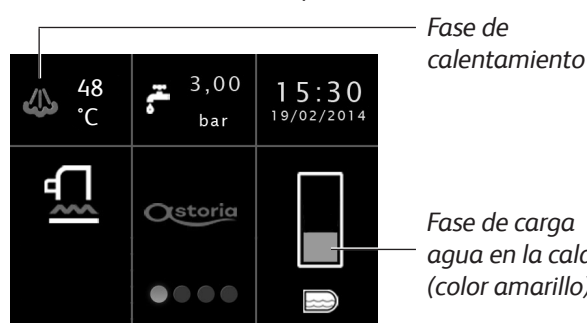 Fase de
calentamiento
48
°C
3,00
bar
15:30
19/02/2014
astoria
Fase de carga
agua en la
(color amarillo)